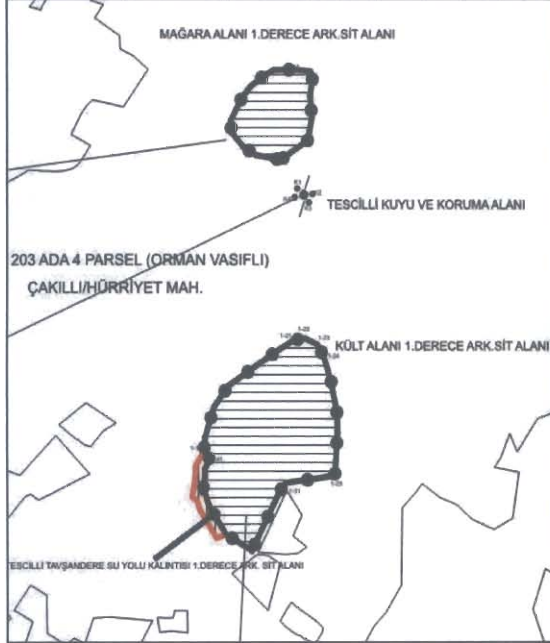 MAĞARA ALANI 1.DERECE ARK.SİT ALANI
TESCİLLİ KUYU VE KORUMA ALANI
203 ADA 4 PARSEL (ORMAN VASIFLI)
ÇAKILLI/HÜRRİYET MAH.
KÜLT ALANI 1.DERECE ARK.SİT ALANI
TESCİLLİ TAVŞANDERE SU YOLU KALINTISI 1.DERECE ARK. SİT ALANI